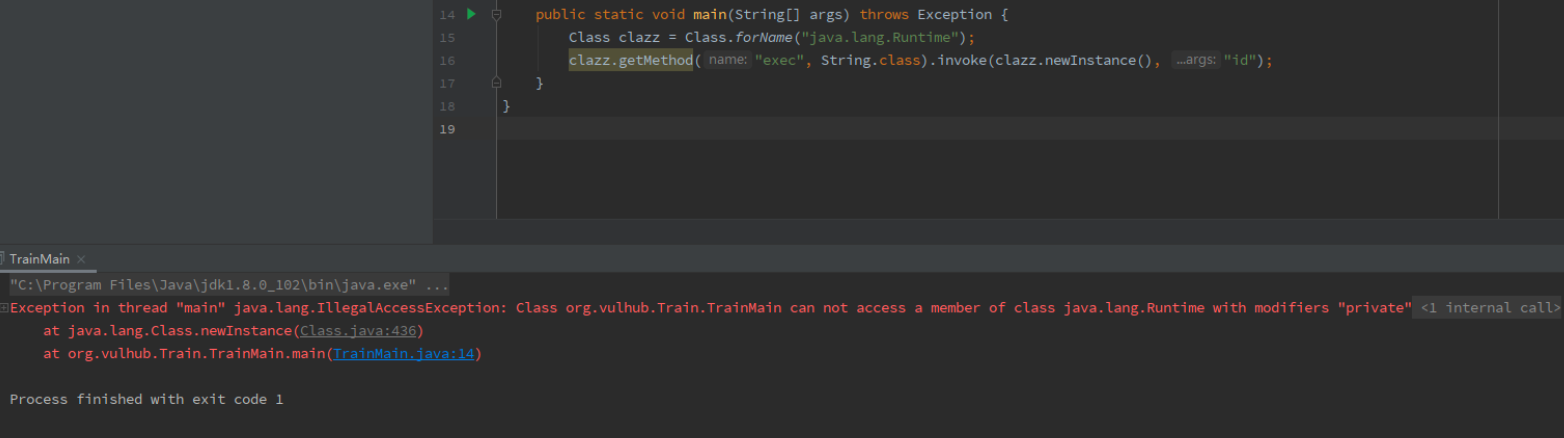 14 public static void main(String[] args) throws Exception {
15 Class clazz = Class.forName("java.lang.Runtime");
16 clazz.getMethod( name: "exec", String.class).invoke(clazz.newInstance(), ...args: "id");
17 }
18 }
19
TrainMain ×
"C:\Program Files\Java\jdk1.8.0_102\bin\java.exe" ...
Exception in thread "main" java.lang.IllegalAccessException: Class org.vulhub.Train.TrainMain can not access a member of class java.lang.Runtime with modifiers "private" <1 internal call>
at java.lang.Class.newInstance(Class.java:436)
at org.vulhub.Train.TrainMain.main(TrainMain.java:14)
Process finished with exit code 1